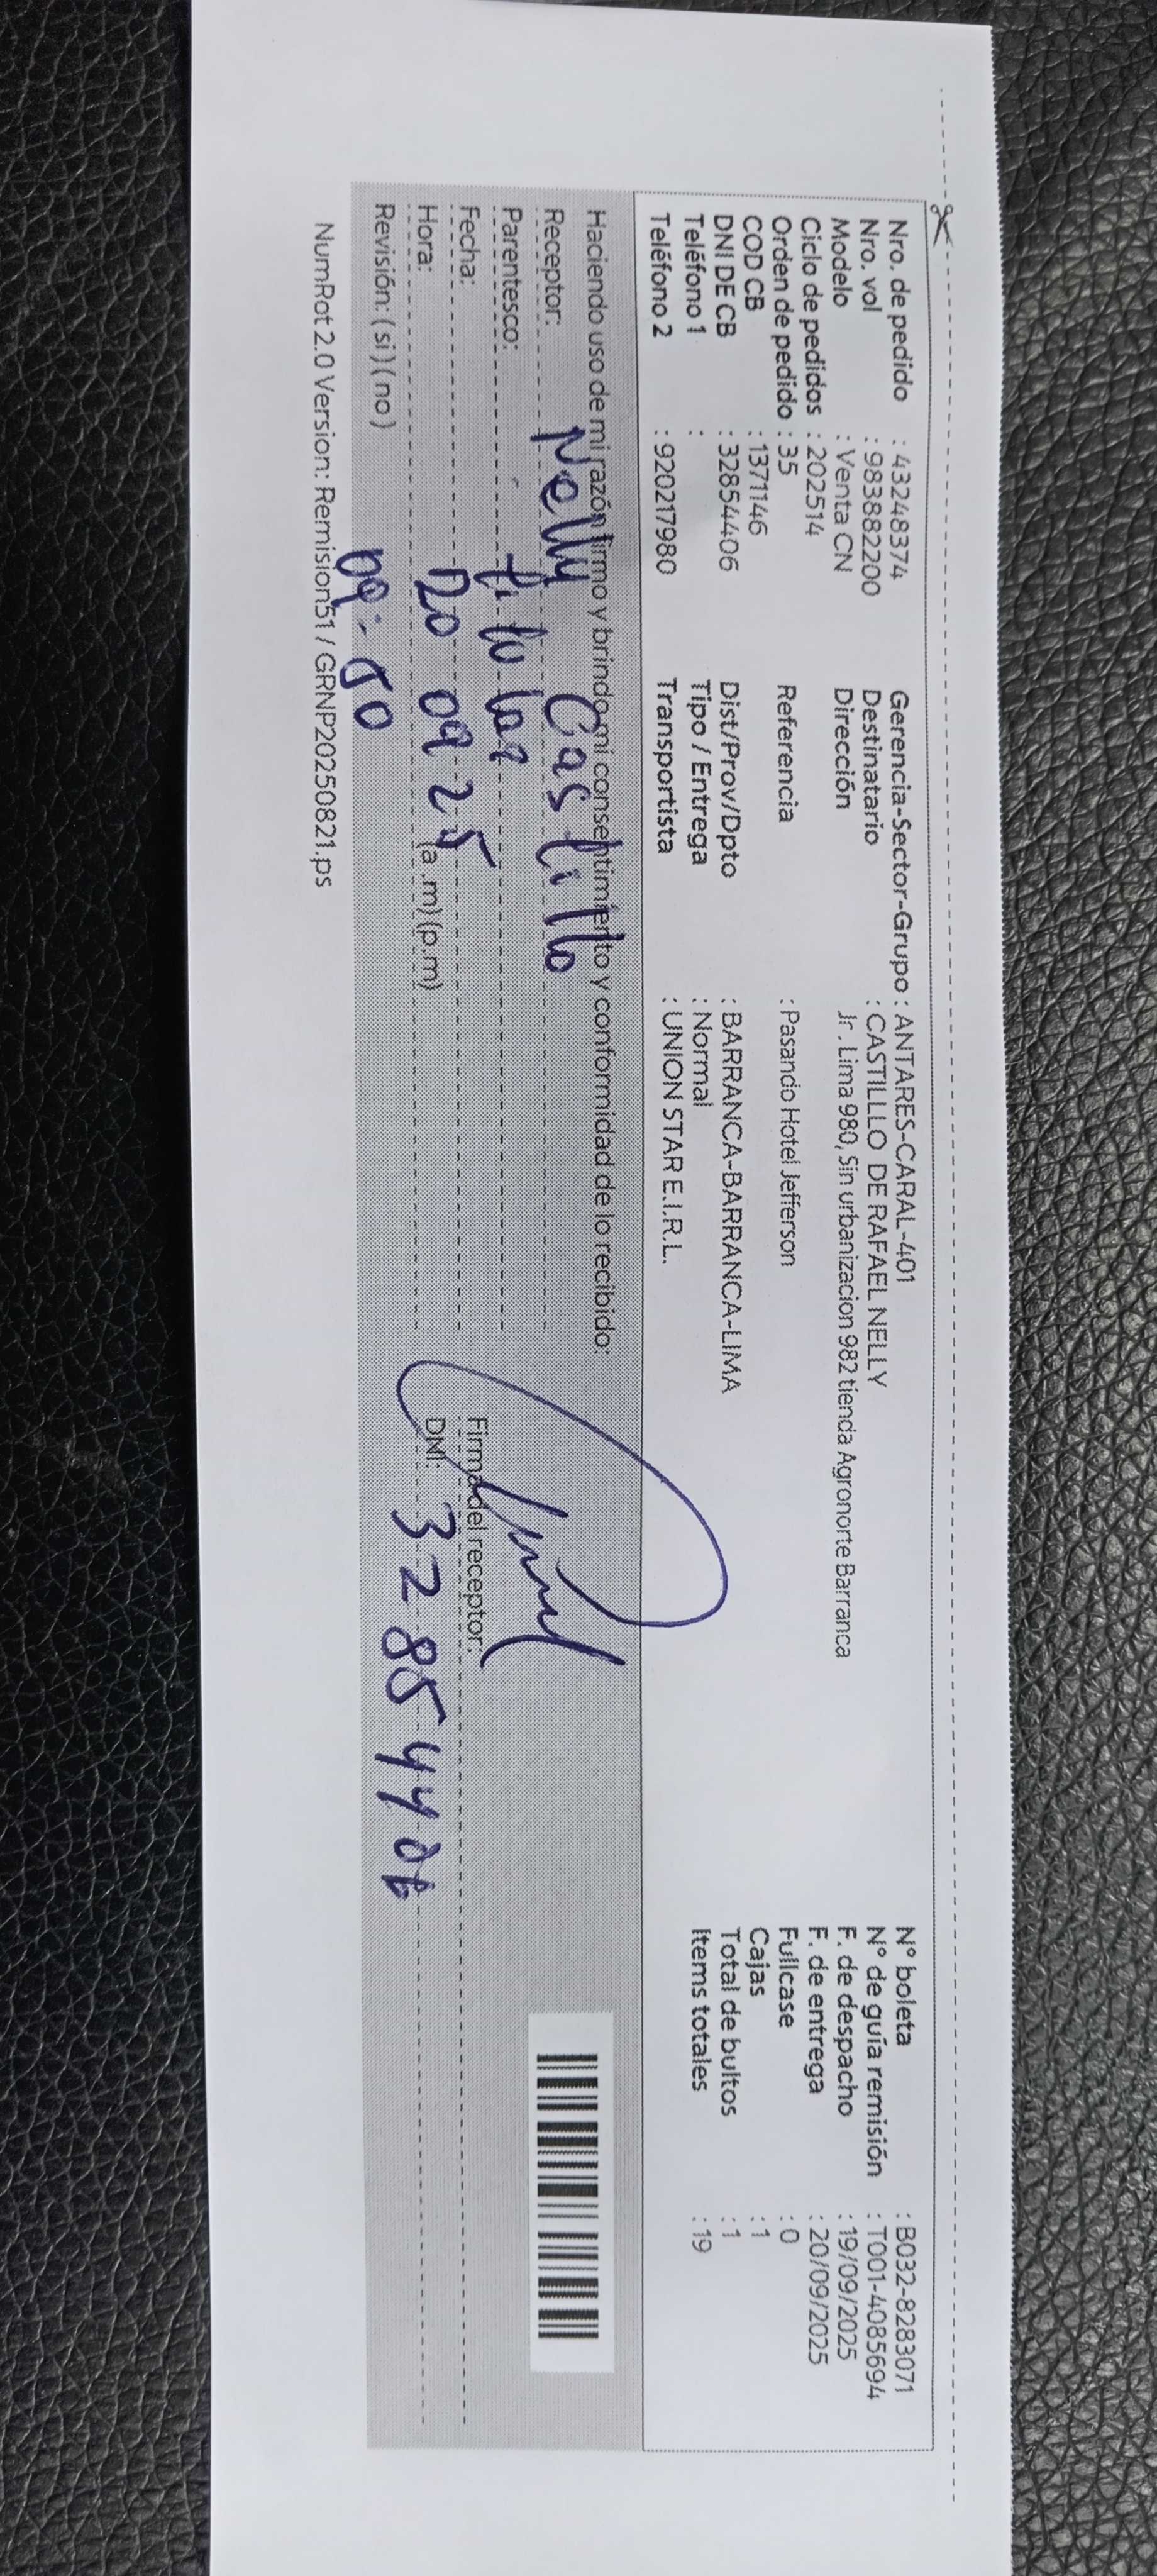 Nro. de pedido : 43248374 Gerencia-Sector-Grupo : ANTARES-CARAL-401 N° boleta : B032-8283071
Nro. vol : 983882200 Destinatario : CASTILLLO DE RAFAEL NELLY N° de guía remisión : T001-4085694
Modelo : Venta CN Dirección Jr. Lima 980, Sin urbanizacion 982 tienda Agronorte Barranca F. de despacho : 19/09/2025
Ciclo de pedidos : 202514 F. de entrega : 20/09/2025
Orden de pedido : 35 Referencia : Pasando Hotel Jefferson Fullcase : 0
COD CB : 1371146 Cajas : 1
DNI DE CB : 32854406 Dist/Prov/Dpto : BARRANCA-BARRANCA-LIMA Total de bultos : 1
Teléfono 1 : Tipo / Entrega : Normal Items totales : 19
Teléfono 2 : 920217980 Transportista : UNION STAR E.I.R.L.
Haciendo uso de mi razón firmo y brindo mi consentimiento y conformidad de lo recibido:
Receptor: Nelly Castillo
Parentesco: titular
Firma del receptor:
Fecha: 20 09 25
DNI: 32854406
Hora: 09:50 (a.m)(p.m)
Revisión: (si)(no)
NumRot 2.0 Version: Remision51 / GRNP20250821.ps